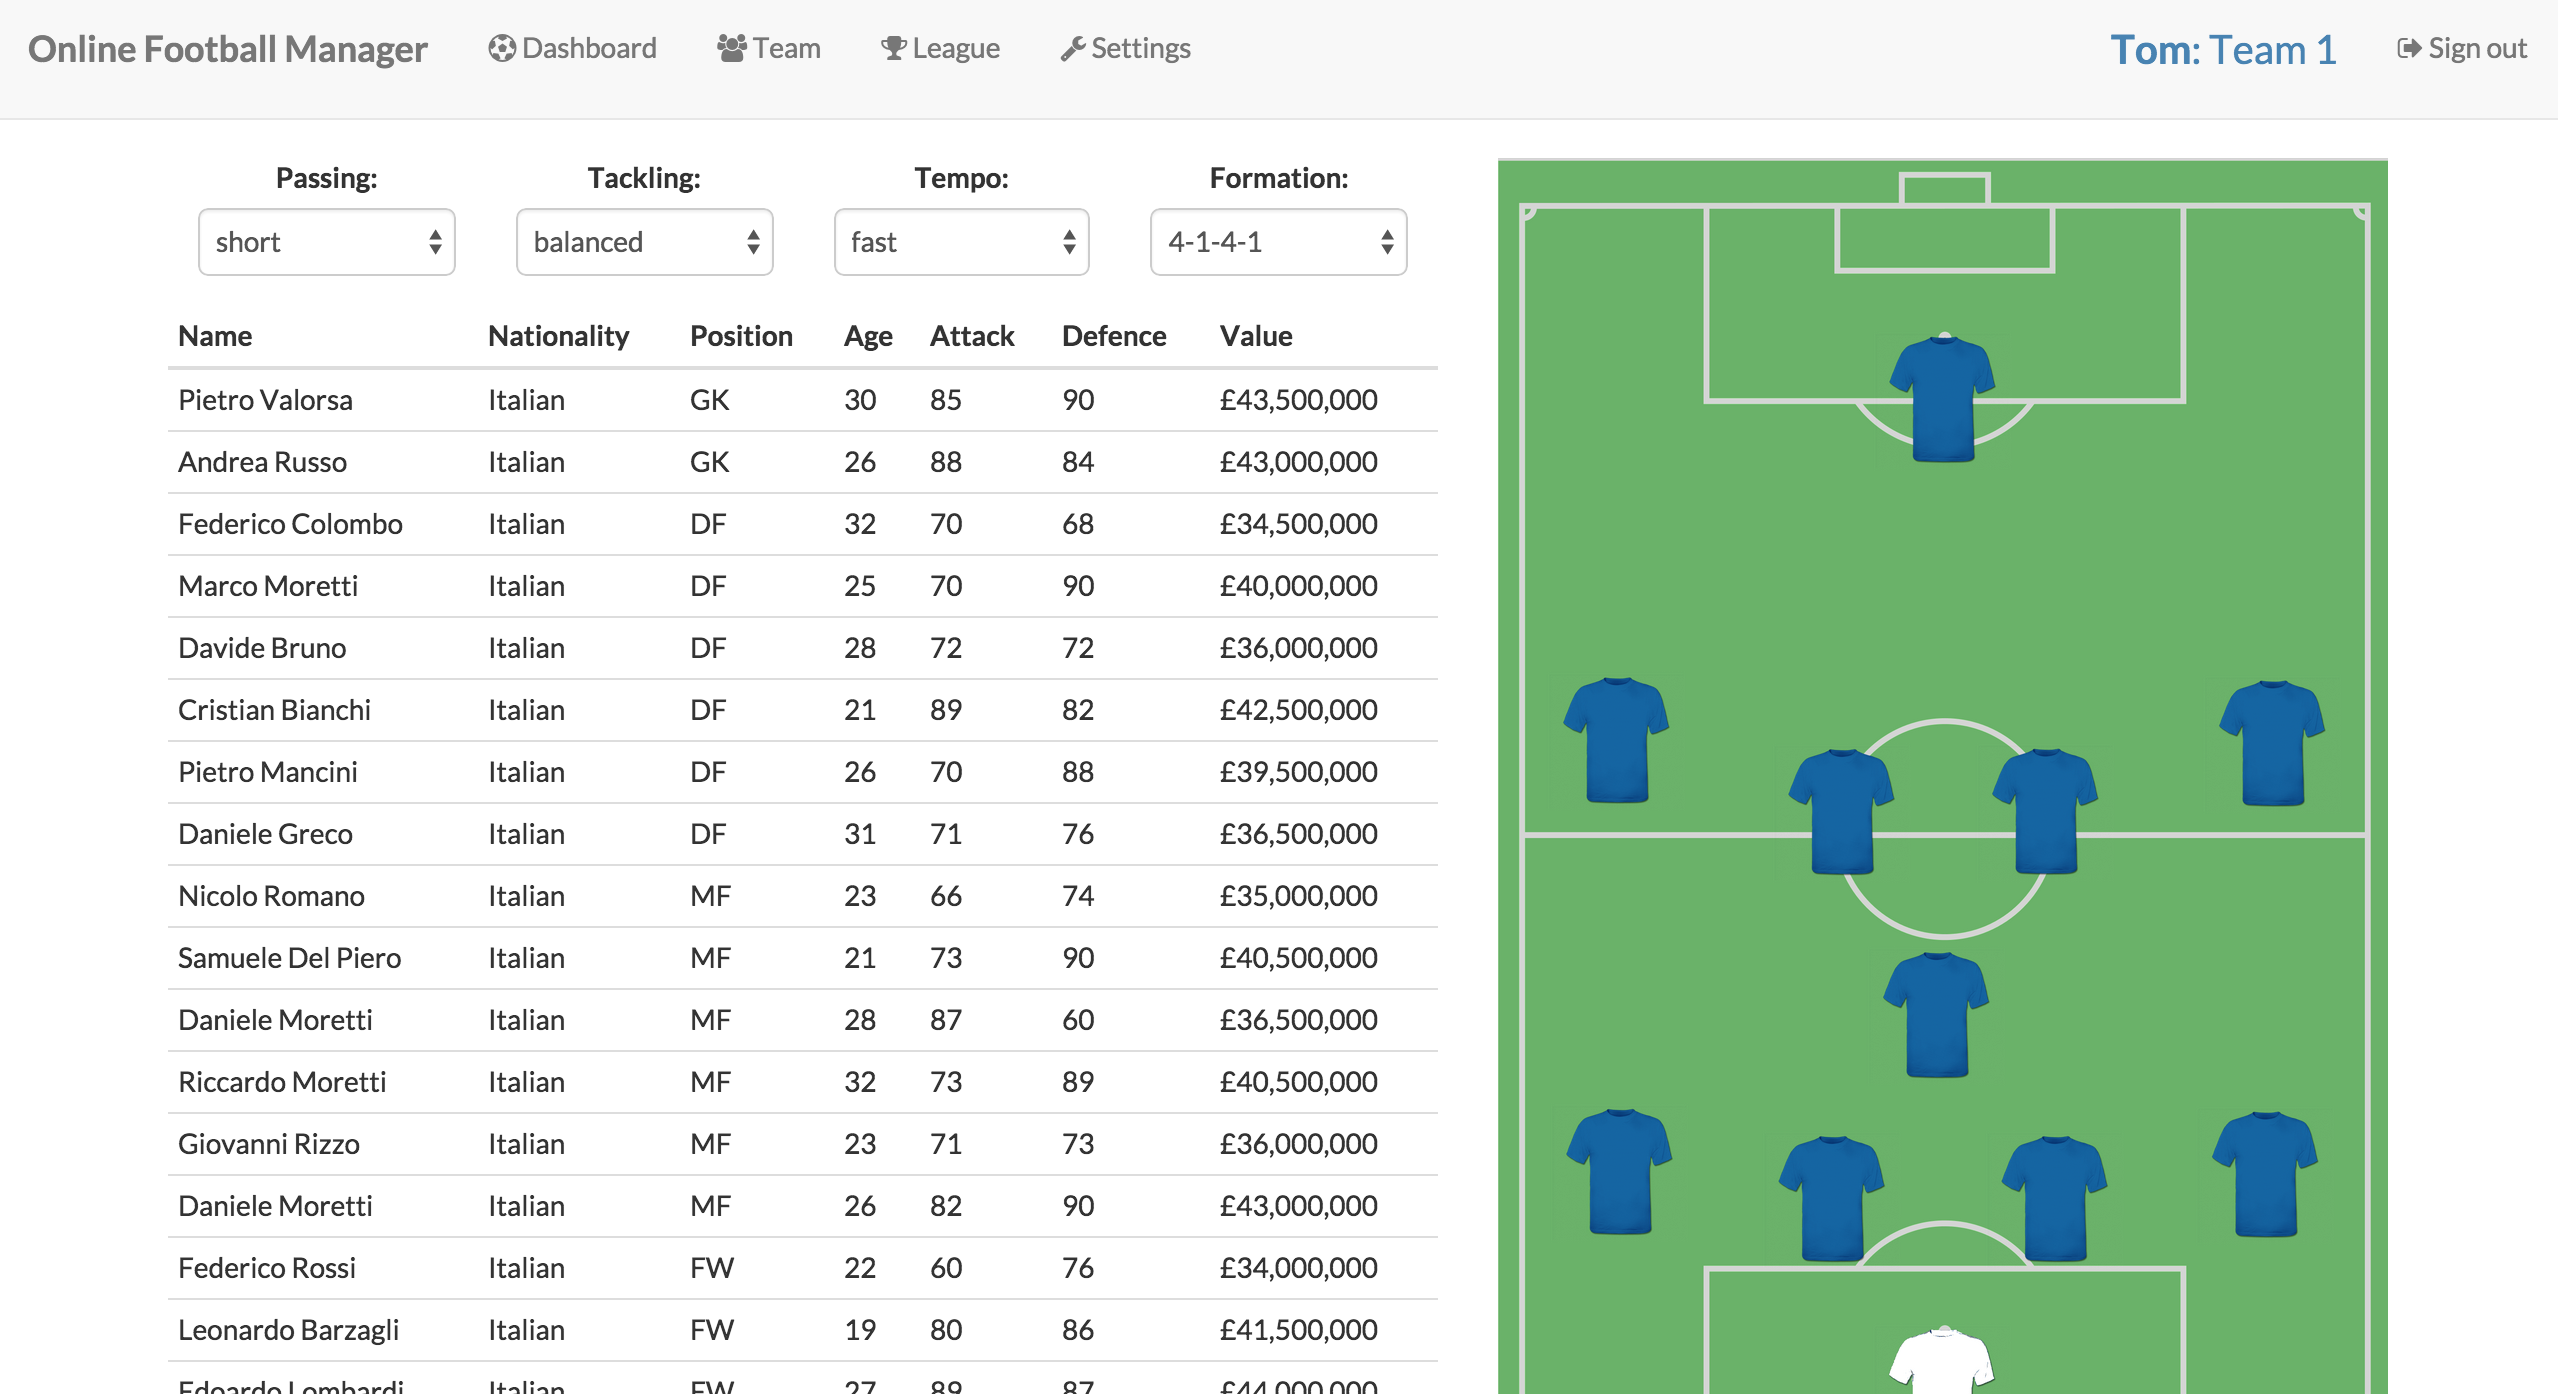 Online Football Manager Dashboard Team League Settings Tom: Team 1 Sign out
Passing: Tackling: Tempo: Formation:
short balanced fast 4-1-4-1
Name Nationality Position Age Attack Defence Value
Pietro Valorsa Italian GK 30 85 90 £43,500,000
Andrea Russo Italian GK 26 88 84 £43,000,000
Federico Colombo Italian DF 32 70 68 £34,500,000
Marco Moretti Italian DF 25 70 90 £40,000,000
Davide Bruno Italian DF 28 72 72 £36,000,000
Cristian Bianchi Italian DF 21 89 82 £42,500,000
Pietro Mancini Italian DF 26 70 88 £39,500,000
Daniele Greco Italian DF 31 71 76 £36,500,000
Nicolo Romano Italian MF 23 66 74 £35,000,000
Samuele Del Piero Italian MF 21 73 90 £40,500,000
Daniele Moretti Italian MF 28 87 60 £36,500,000
Riccardo Moretti Italian MF 32 73 89 £40,500,000
Giovanni Rizzo Italian MF 23 71 73 £36,000,000
Daniele Moretti Italian MF 26 82 90 £43,000,000
Federico Rossi Italian FW 22 60 76 £34,000,000
Leonardo Barzagli Italian FW 19 80 86 £41,500,000
Edoardo Lombardi Italian FW 27 89 87 £44,000,000